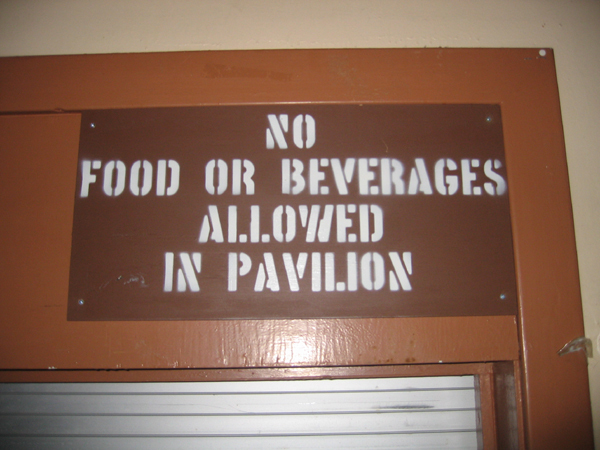 NO
FOOD OR BEVERAGES
ALLOWED
IN PAVILION